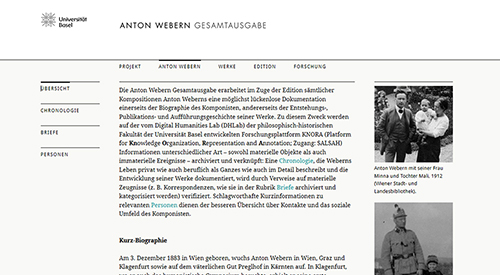 Universität
Basel
ANTON WEBERN GESAMTAUSGABE
PROJEKT
ANTON WEBERN
WERKE
EDITION
FORSCHUNG
ÜBERSICHT
CHRONOLOGIE
BRIEFE
PERSONEN
Die Anton Webern Gesamtausgabe erarbeitet im Zuge der Edition sämtlicher
Kompositionen Anton Weberns eine möglichst lückenlose Dokumentation
einerseits der Biographie des Komponisten, andererseits der Entstehungs-,
Publikations- und Aufführungsgeschichte seiner Werke. Zu diesem Zweck werden
auf der vom Digital Humanities Lab (DHLab) der philosophisch-historischen
Fakultät der Universität Basel entwickelten Forschungsplattform KNORA (Platform
for Knowledge Organization, Representation and Annotation; Zugang: SALSAH)
Informationen unterschiedlicher Art – sowohl materielle Objekte als auch
immaterielle Ereignisse – archiviert und verknüpft: Eine Chronologie, die Weberns
Leben privat wie auch beruflich als Ganzes wie auch im Detail beschreibt und die
Entwicklung seiner Werke dokumentiert, wird durch Verweise auf materielle
Zeugnisse (z. B. Korrespondenzen, wie sie in der Rubrik Briefe archiviert und
kategorisiert werden) verifiziert. Schlagworthafte Kurzinformationen zu
relevanten Personen dienen der besseren Übersicht über Kontakte und das soziale
Umfeld des Komponisten.
Kurz-Biographie
Am 3. Dezember 1883 in Wien geboren, wuchs Anton Webern in Wien, Graz und
Klagenfurt sowie auf dem väterlichen Gut Preglhof in Kärnten auf. In Klagenfurt,
Anton Webern mit seiner Frau
Minna und Tochter Mali, 1912
(Wiener Stadt- und
Landesbibliothek).